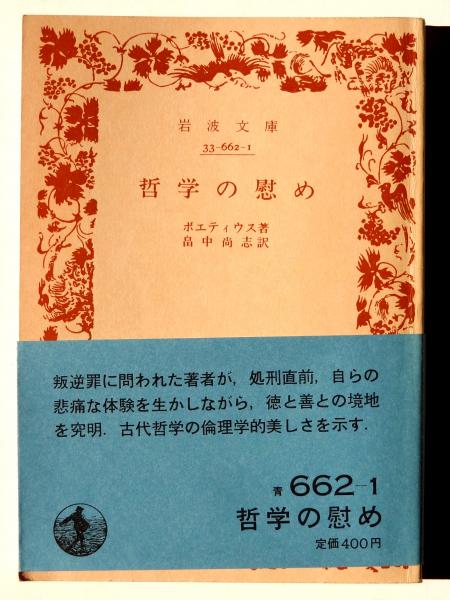 岩波文庫
33-662-1
哲学の慰め
ボエティウス著
畠中尚志訳
叛逆罪に問われた著者が，処刑直前，自らの
悲痛な体験を生かしながら，徳と善との境地
を究明．古代哲学の倫理学的美しさを示す．
青 662-1
哲学の慰め
定価400円